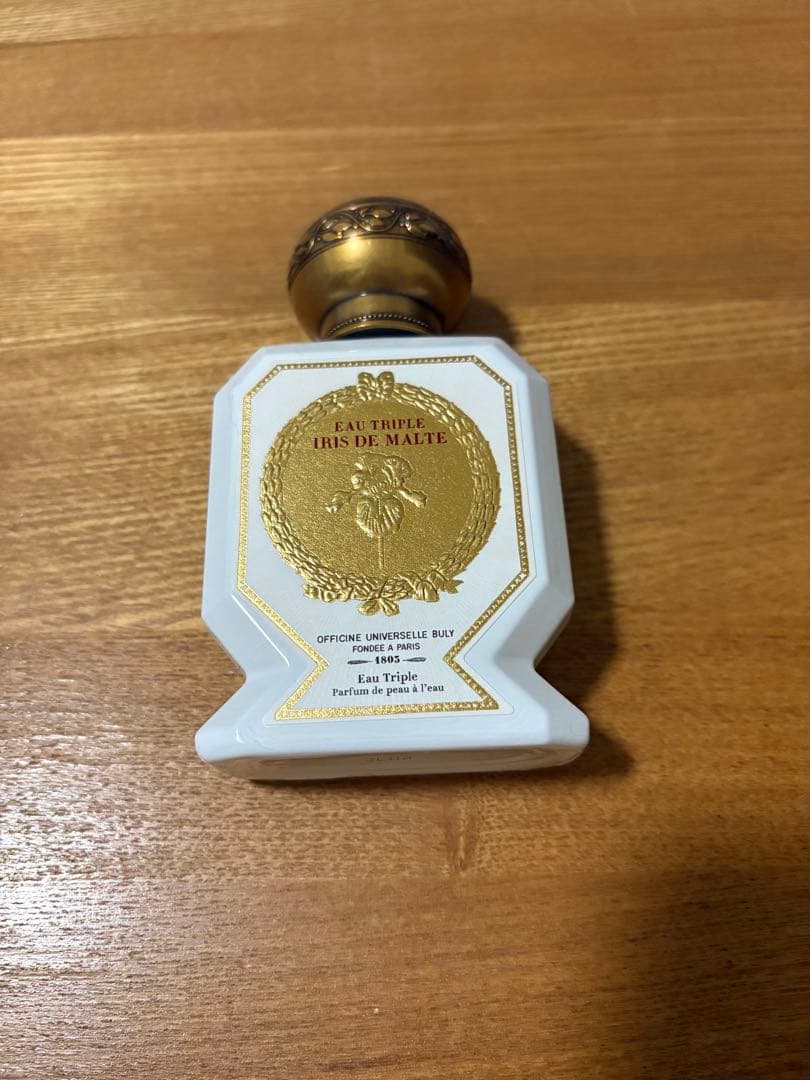 EAU TRIPLE
IRIS DE MALTE
OFFICINE UNIVERSELLE BULY
FONDEE A PARIS
1803
Eau Triple
Parfum de peau à l'eau